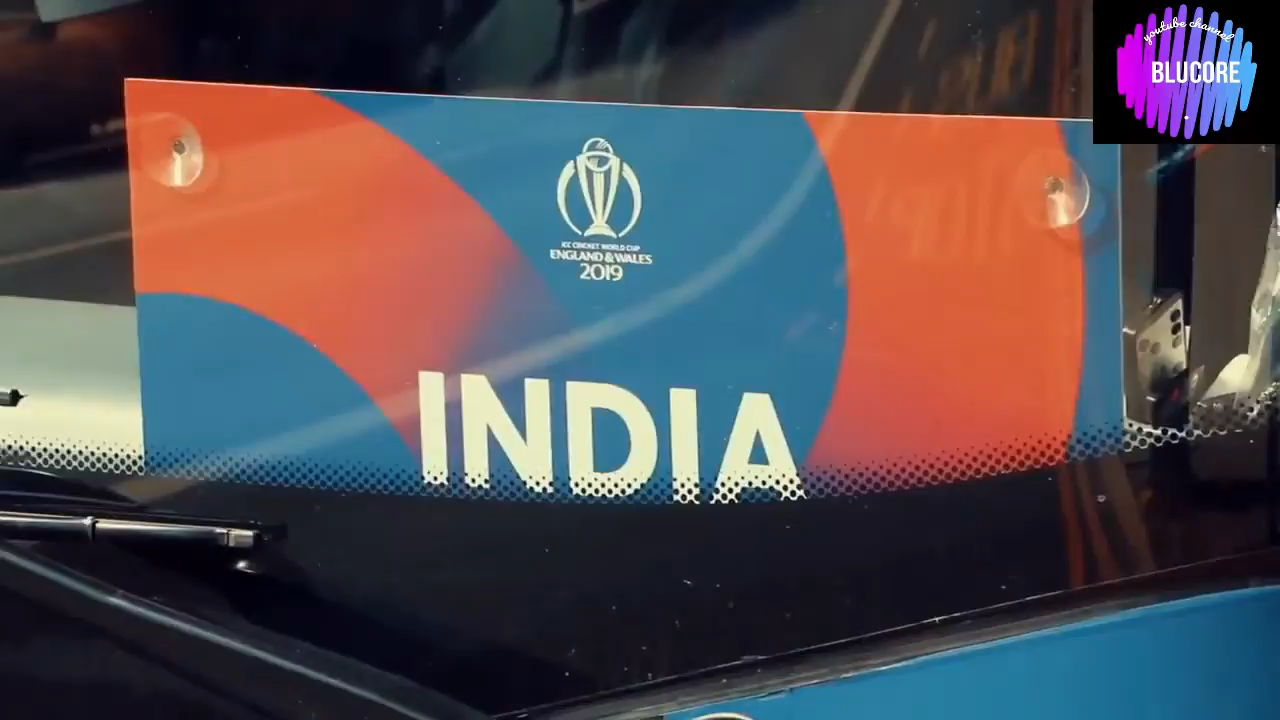 youtube channel
BLUCORE
ICC CRICKET WORLD CUP
ENGLAND & WALES
2019
INDIA